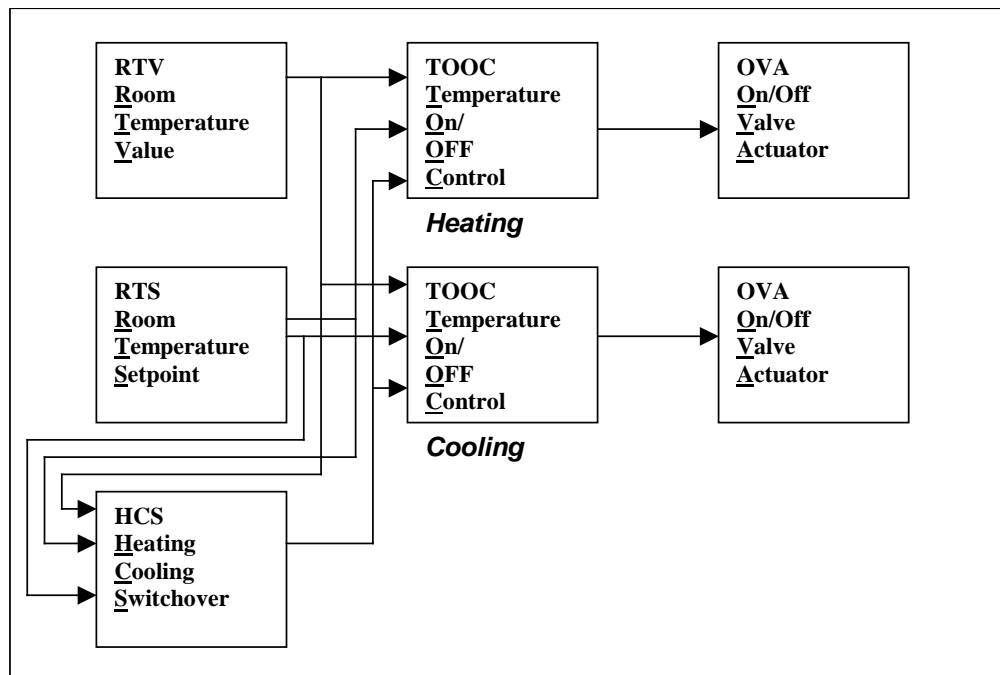 RTV
Room
Temperature
Value
TOOC
Temperature
On/
OFF
Control
Heating
OVA
On/Off
Valve
Actuator
RTS
Room
Temperature
Setpoint
TOOC
Temperature
On/
OFF
Control
Cooling
OVA
On/Off
Valve
Actuator
HCS
Heating
Cooling
Switchover